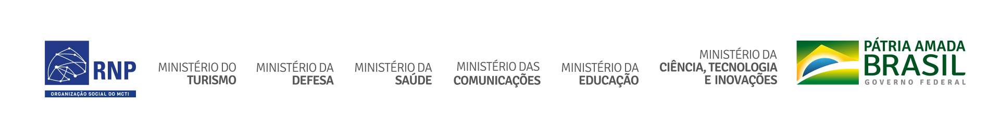 RNP
ORGANIZAÇÃO SOCIAL DO MCTI
MINISTÉRIO DO
TURISMO
MINISTÉRIO DA
DEFESA
MINISTÉRIO DA
SAÚDE
MINISTÉRIO DAS
COMUNICAÇÕES
MINISTÉRIO DA
EDUCAÇÃO
MINISTÉRIO DA
CIÊNCIA, TECNOLOGIA
E INOVAÇÕES
PÁTRIA AMADA
BRASIL
GOVERNO FEDERAL